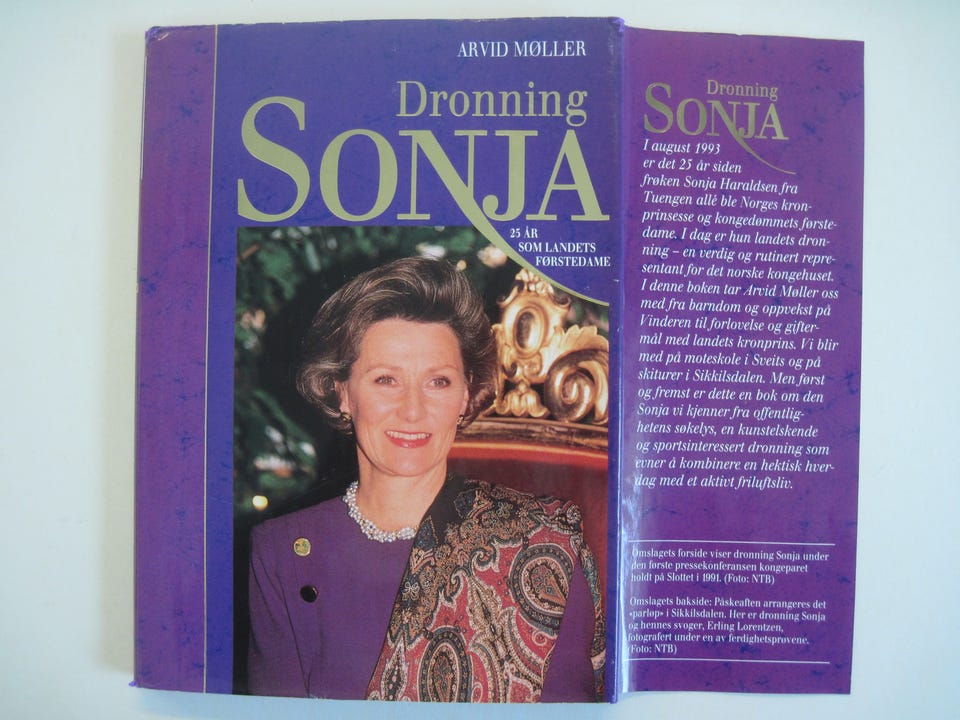 ARVID MØLLER
Dronning
SONJA
25 ÅR
SOM LANDETS
FØRSTEDAME
Dronning
SONJA
I august 1993
er det 25 år siden
frøken Sonja Haraldsen fra
Tuengen allé ble Norges kron-
prinsesse og kongedømmets første-
dame. I dag er hun landets dron-
ning – en verdig og rutinert repre-
sentant for det norske kongehuset.
I denne boken tar Arvid Møller oss
med fra barndom og oppvekst på
Vinderen til forlovelse og gifter-
mål med landets kronprins. Vi blir
med på moteskole i Sveits og på
skiturer i Sikkilsdalen. Men først
og fremst er dette en bok om den
Sonja vi kjenner fra offentlig-
hetens søkelys, en kunstelskende
og sportsinteressert dronning som
evner å kombinere en hektisk hver-
dag med et aktivt friluftsliv.
Omslagets forside viser dronning Sonja under
den første pressekonferansen kongeparet
holdt på Slottet i 1991. (Foto: NTB)
Omslagets bakside: Påskeaften arrangeres det
«parløp» i Sikkilsdalen. Her er dronning Sonja
og hennes svoger, Erling Lorentzen,
fotografert under en av ferdighetsprøvene.
(Foto: NTB)